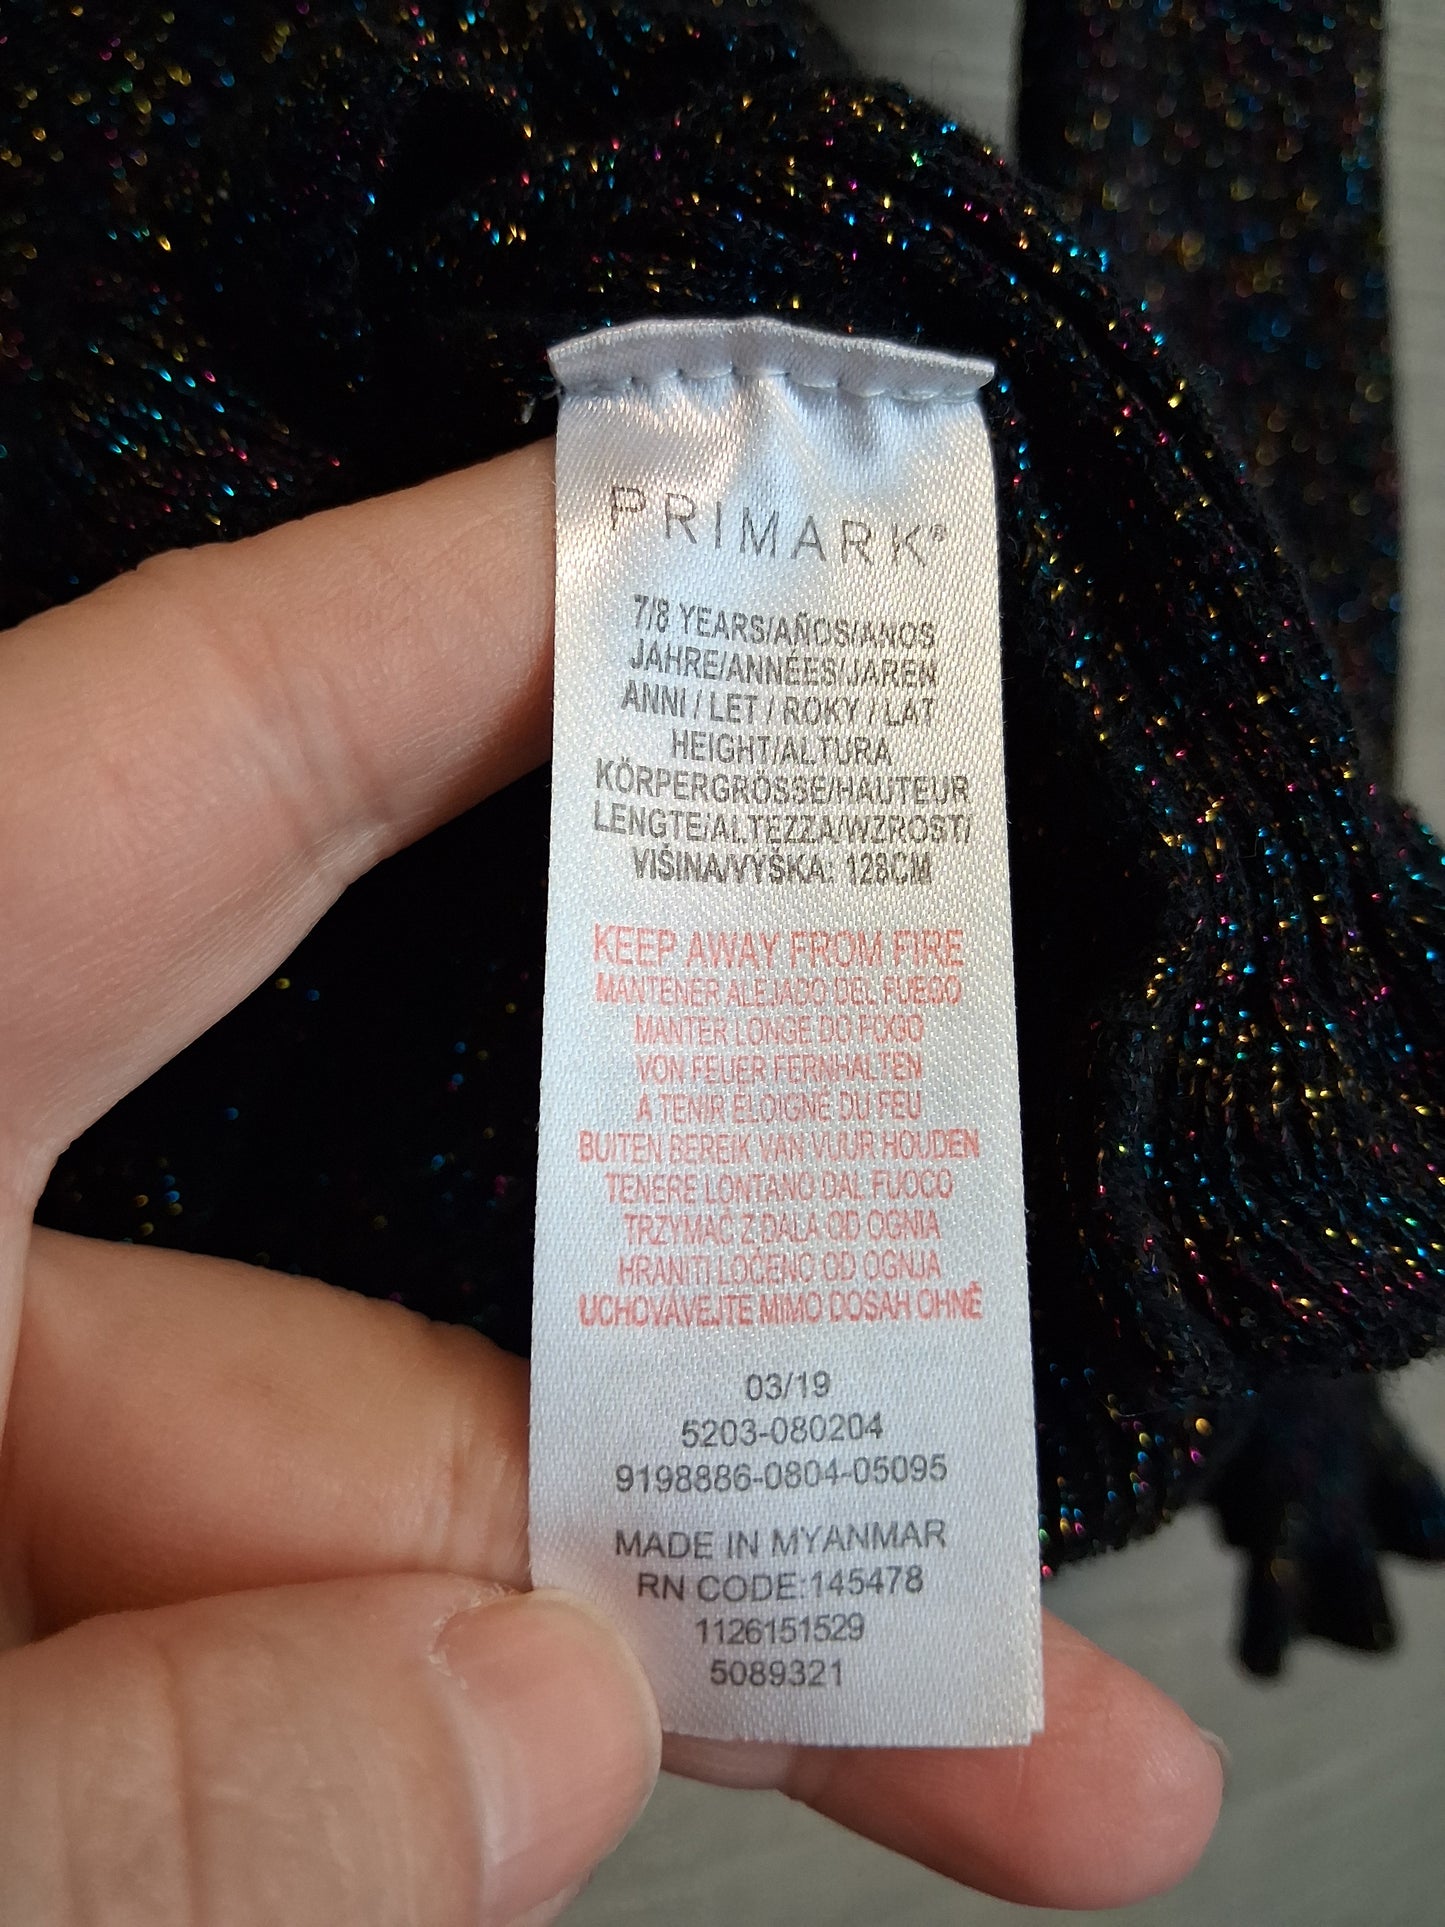 PRIMARK®
7/8 YEARS/AÑOS/ANOS
JAHRE/ANNÉES/JAREN
ANNI / LET / ROKY / LAT
HEIGHT/ALTURA
KÖRPERGRÖSSE/HAUTEUR
LENGTE/ALTEZZA/WZROST/
VIŠINA/VÝŠKA: 128CM
KEEP AWAY FROM FIRE
MANTENER ALEJADO DEL FUEGO
MANTER LONGE DO FOGO
VON FEUER FERNHALTEN
A TENIR ELOIGNE DU FEU
BUITEN BEREIK VAN VUUR HOUDEN
TENERE LONTANO DAL FUOCO
TRZYMAĆ Z DALA OD OGNIA
HRANITI LOČENO OD OGNJA
UCHOVÁVEJTE MIMO DOSAH OHNĚ
03/19
5203-080204
9198886-0804-05095
MADE IN MYANMAR
RN CODE:145478
1126151529
5089321